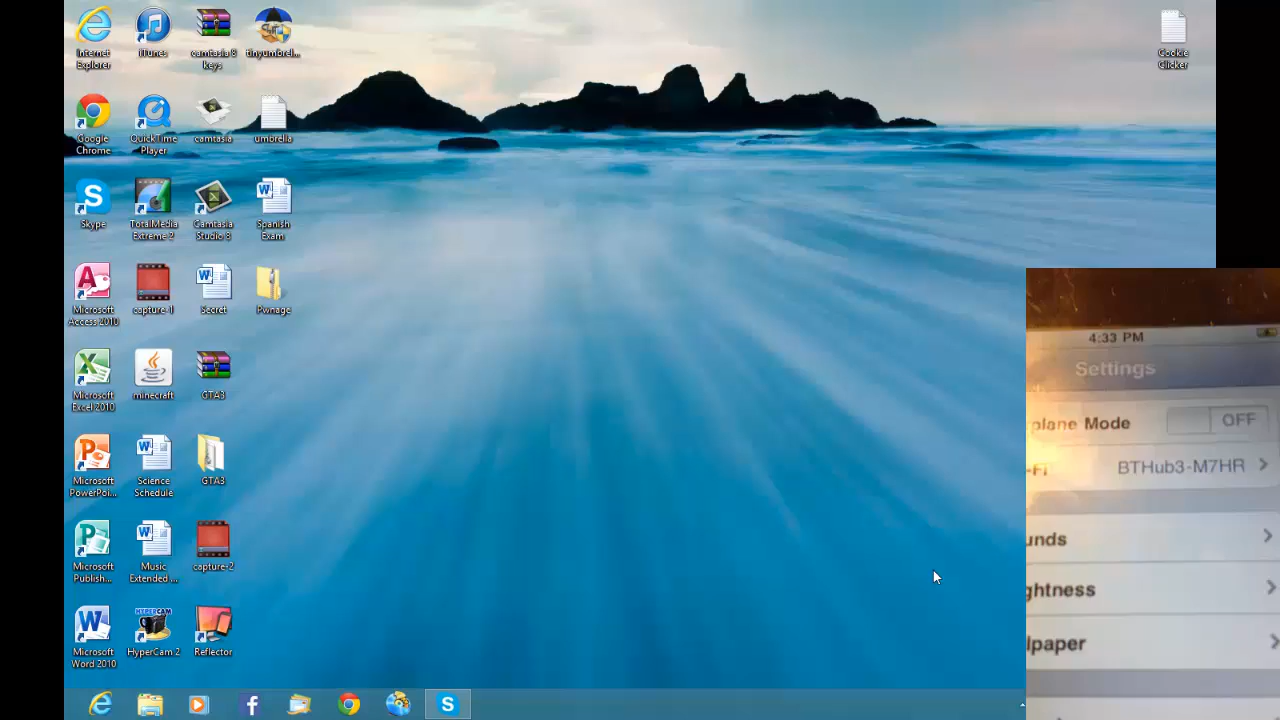 Internet
Explorer
iTunes
camtasia 8
keys
tinyumbrel...
Cookie
Clicker
Google
Chrome
QuickTime
Player
camtasia
umbrella
Skype
TotalMedia
Extreme 2
Camtasia
Studio 8
Spanish
Exam
Microsoft
Access 2010
capture-1
Secret
Pwnage
Microsoft
Excel 2010
minecraft
GTA3
Microsoft
PowerPoi...
Science
Schedule
GTA3
Microsoft
Publish...
Music
Extended ...
capture-2
Microsoft
Word 2010
HYPERCAM
HyperCam 2
Reflector
4:33 PM
Settings
plane Mode
OFF
-Fi
BTHub3-M7HR
unds
ghtness
lpaper